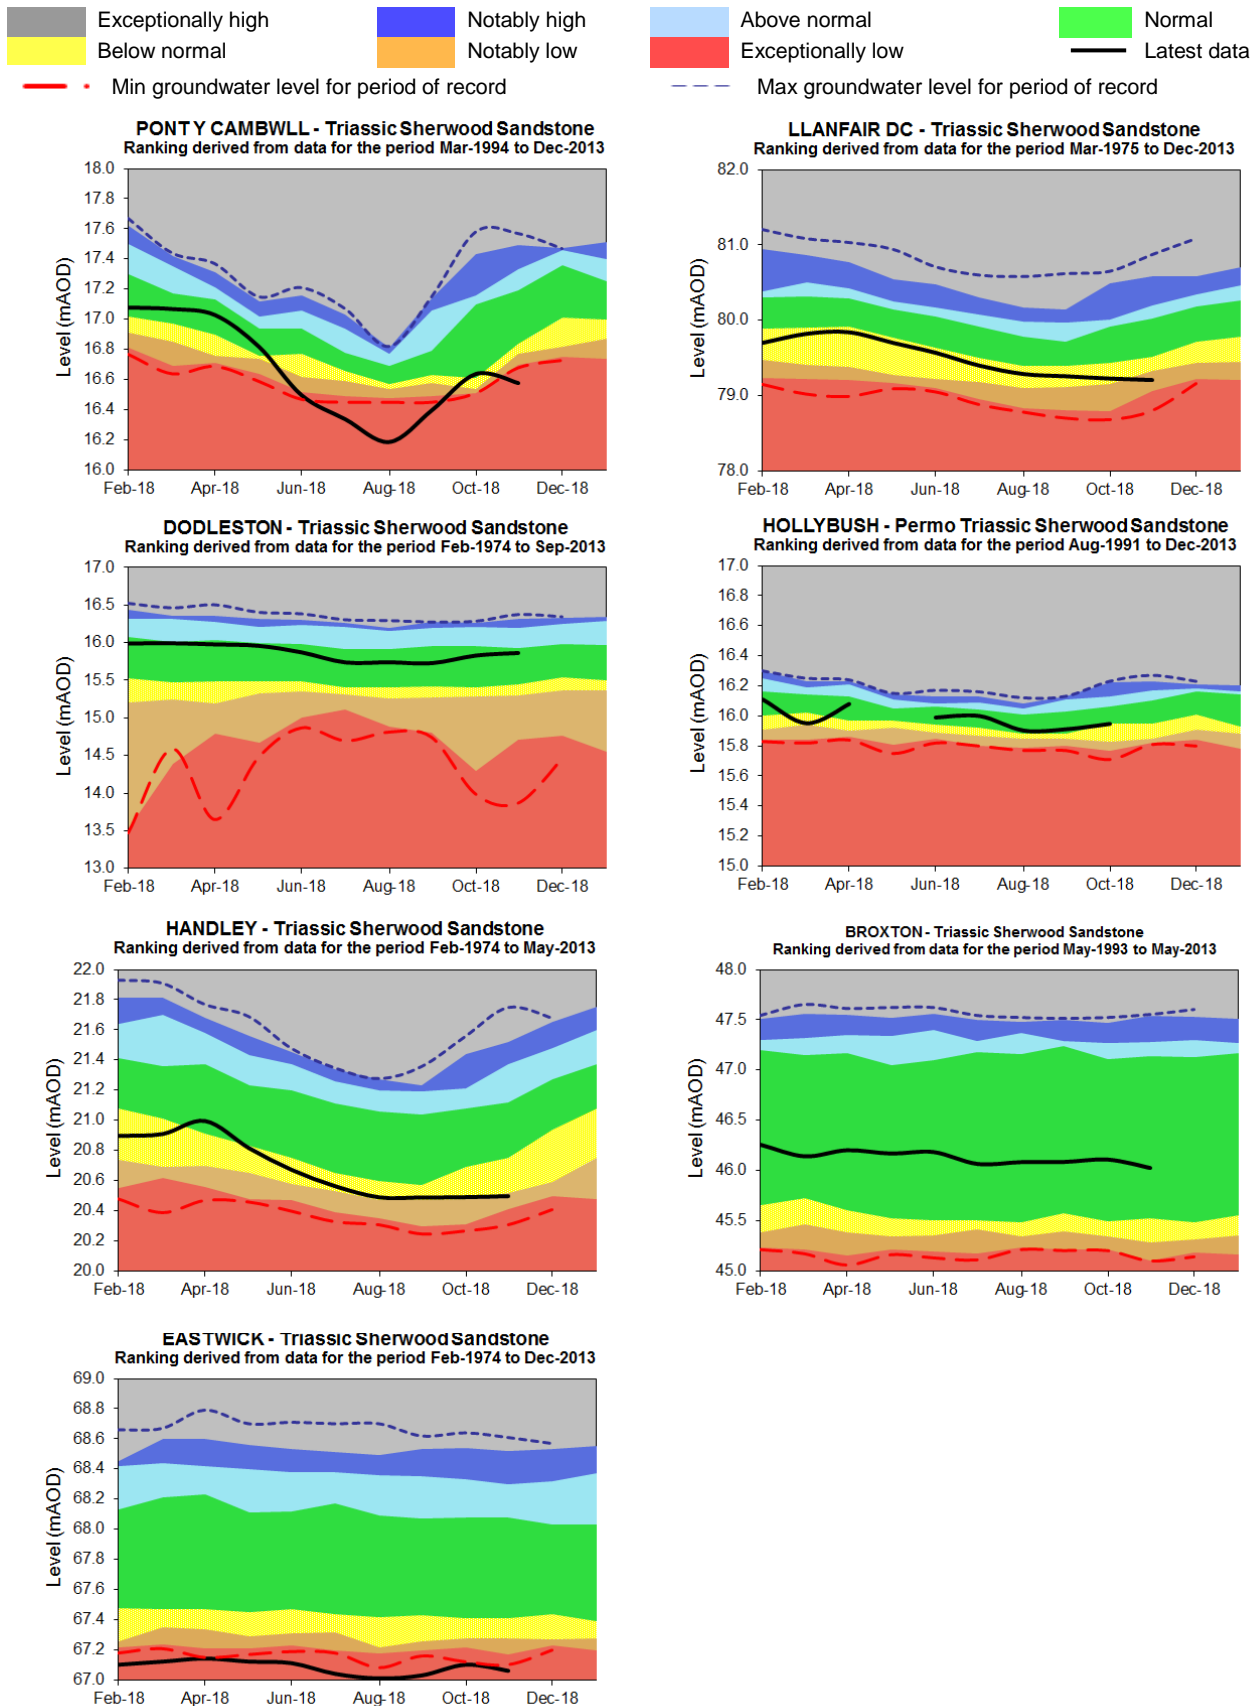 Exceptionally high
Notably high
Above normal
Normal
Below normal
Notably low
Exceptionally low
Latest data
Min groundwater level for period of record
Max groundwater level for period of record
PONT Y CAMBWLL - Triassic Sherwood Sandstone
Ranking derived from data for the period Mar-1994 to Dec-2013
Level (mAOD)
18.0
17.8
17.6
17.4
17.2
17.0
16.8
16.6
16.4
16.2
16.0
Feb-18 Apr-18 Jun-18 Aug-18 Oct-18 Dec-18
LLANFAIR DC - Triassic Sherwood Sandstone
Ranking derived from data for the period Mar-1975 to Dec-2013
Level (mAOD)
82.0
81.0
80.0
79.0
78.0
Feb-18 Apr-18 Jun-18 Aug-18 Oct-18 Dec-18
DODLESTON - Triassic Sherwood Sandstone
Ranking derived from data for the period Feb-1974 to Sep-2013
Level (mAOD)
17.0
16.5
16.0
15.5
15.0
14.5
14.0
13.5
13.0
Feb-18 Apr-18 Jun-18 Aug-18 Oct-18 Dec-18
HOLLYBUSH - Permo Triassic Sherwood Sandstone
Ranking derived from data for the period Aug-1991 to Dec-2013
Level (mAOD)
17.0
16.8
16.6
16.4
16.2
16.0
15.8
15.6
15.4
15.2
15.0
Feb-18 Apr-18 Jun-18 Aug-18 Oct-18 Dec-18
HANDLEY - Triassic Sherwood Sandstone
Ranking derived from data for the period Feb-1974 to May-2013
Level (mAOD)
22.0
21.8
21.6
21.4
21.2
21.0
20.8
20.6
20.4
20.2
20.0
Feb-18 Apr-18 Jun-18 Aug-18 Oct-18 Dec-18
BROXTON - Triassic Sherwood Sandstone
Ranking derived from data for the period May-1993 to May-2013
Level (mAOD)
48.0
47.5
47.0
46.5
46.0
45.5
45.0
Feb-18 Apr-18 Jun-18 Aug-18 Oct-18 Dec-18
EASTWICK - Triassic Sherwood Sandstone
Ranking derived from data for the period Feb-1974 to Dec-2013
Level (mAOD)
69.0
68.8
68.6
68.4
68.2
68.0
67.8
67.6
67.4
67.2
67.0
Feb-18 Apr-18 Jun-18 Aug-18 Oct-18 Dec-18